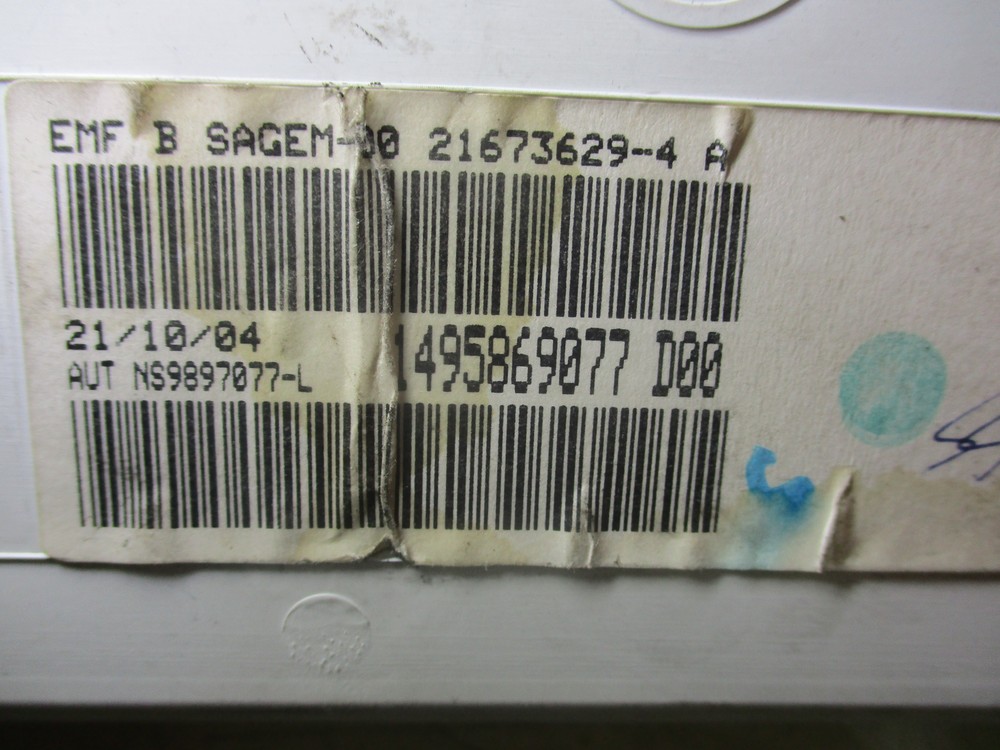 EMF B SAGEM-00 21673629-4 A
21/10/04
AUT NS9897077-L
1495869077 D00